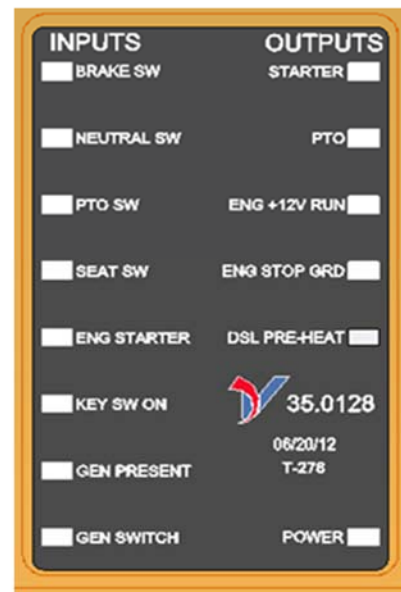 INPUTS OUTPUTS
BRAKE SW STARTER
NEUTRAL SW PTO
PTO SW ENG +12V RUN
SEAT SW ENG STOP GRD
ENG STARTER DSL PRE-HEAT
KEY SW ON 35.0128
06/20/12
GEN PRESENT T-278
GEN SWITCH POWER